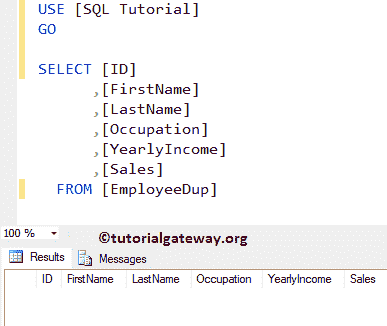 USE [SQL Tutorial]
GO
SELECT [ID]
,[FirstName]
,[LastName]
,[Occupation]
,[YearlyIncome]
,[Sales]
FROM [EmployeeDup]
100 %
©tutorialgateway.org
Results Messages
ID FirstName LastName Occupation YearlyIncome Sales